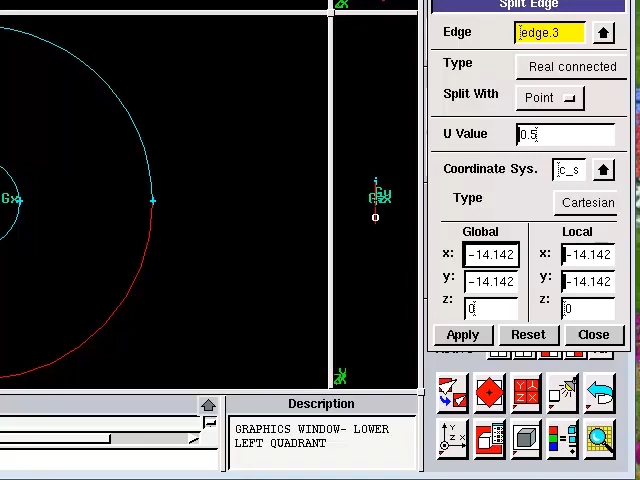 Split Edge
Edge edge.3
Type Real connected
Split With Point
U Value 0.5
Coordinate Sys. c_s
Type Cartesian
Global Local
x: -14.142 x: -14.142
y: -14.142 y: -14.142
z: 0 z: 0
Apply Reset Close
Gx
Description
GRAPHICS WINDOW- LOWER
LEFT QUADRANT